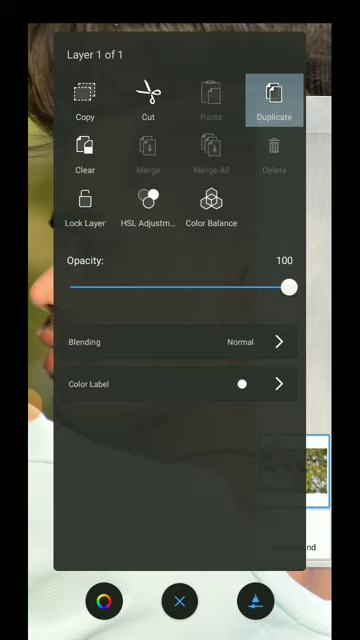 Layer 1 of 1
Copy Cut Paste Duplicate
Clear Merge Merge All Delete
Lock Layer HSL Adjustm... Color Balance
Opacity: 100
Blending Normal
Color Label